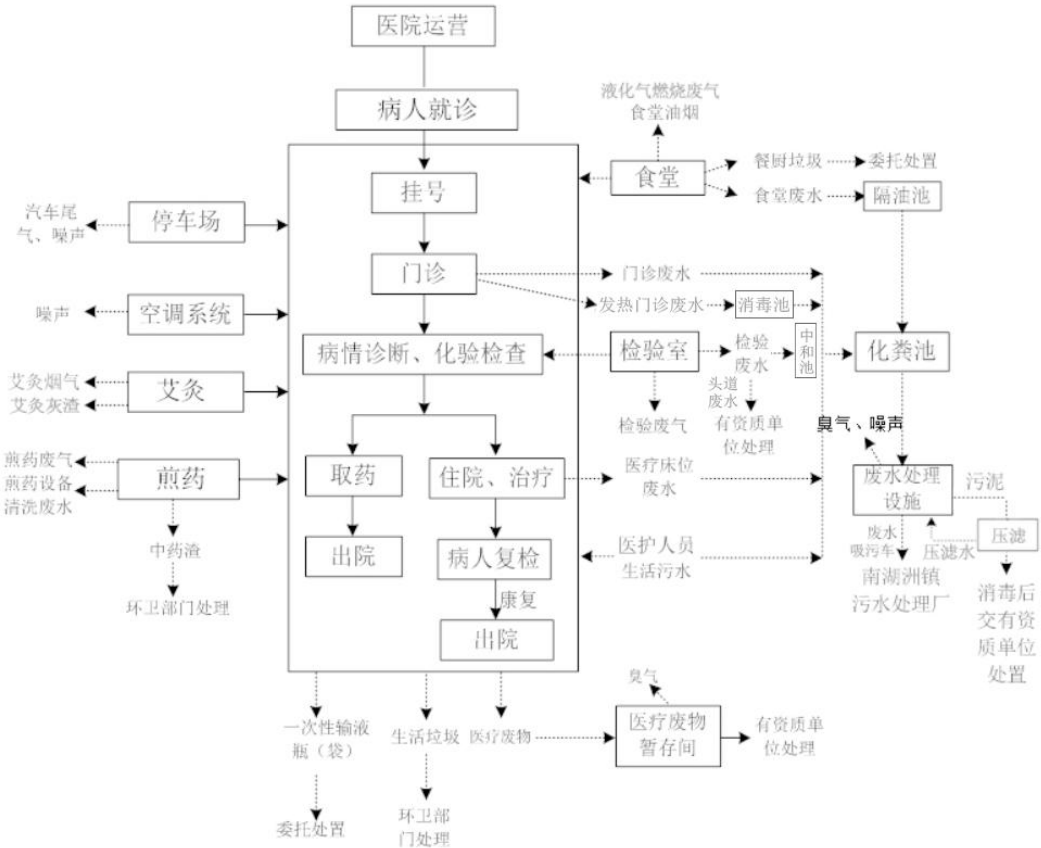 医院运营
病人就诊
液化气燃烧废气
食堂油烟
食堂
餐厨垃圾
委托处置
食堂废水
隔油池
挂号
汽车尾
气、噪声
停车场
门诊
门诊废水
发热门诊废水
消毒池
噪声
空调系统
病情诊断、化验检查
检验室
检验
废水
中
和
池
化粪池
艾灸烟气
艾灸灰渣
艾灸
头道
废水
检验废气
有资质单
位处理
臭气、噪声
煎药废气
煎药设备
清洗废水
煎药
取药
住院、治疗
医疗床位
废水
废水处理
设施
污泥
中药渣
出院
病人复检
医护人员
生活污水
废水
吸污车
压滤水
压滤
环卫部门处理
康复
出院
南湖洲镇
污水处理厂
消毒后
交有资
质单位
处置
臭气
一次性输液
瓶（袋）
生活垃圾
医疗废物
医疗废物
暂存间
有资质单
位处理
委托处置
环卫部
门处理